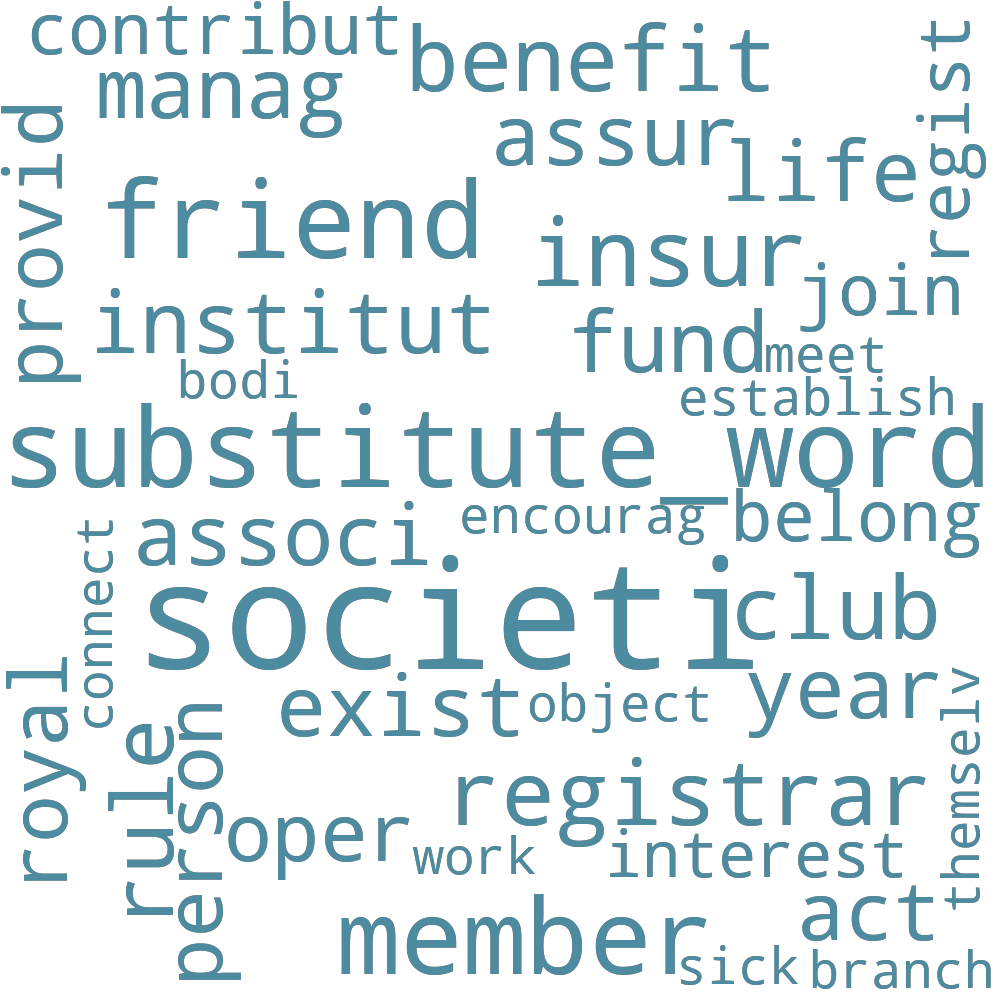 contribut
benefit
regist
manag
provid
assur
life
friend
insur
join
institut
fund
meet
bodi
establish
substitute_word
encourag
belong
associ
connect
societi
club
royal
exist
object
year
themselv
rule
person
registrar
oper
work
interest
act
member
sick
branch